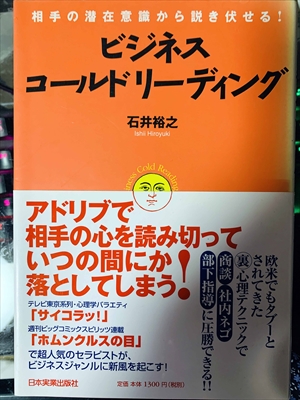 相手の潜在意識から説き伏せる!
ビジネス
コールドリーディング
石井裕之
Ishii Hiroyuki
ess Cold Readin
アドリブで
相手の心を読み切って
いつの間にか
落としてしまう!
欧米でもタブーと
されてきた
裏心理テクニックで
商談・社内ネゴ
部下指導に圧勝できる!!
テレビ東京系列・心理学バラエティ
「サイコラッ!」
週刊ビッグコミックスピリッツ連載
「ホムンクルスの目」
で超人気のセラピストが、
ビジネスジャンルに新風を起こす!
日本実業出版社
定価 本体1300円(税別)